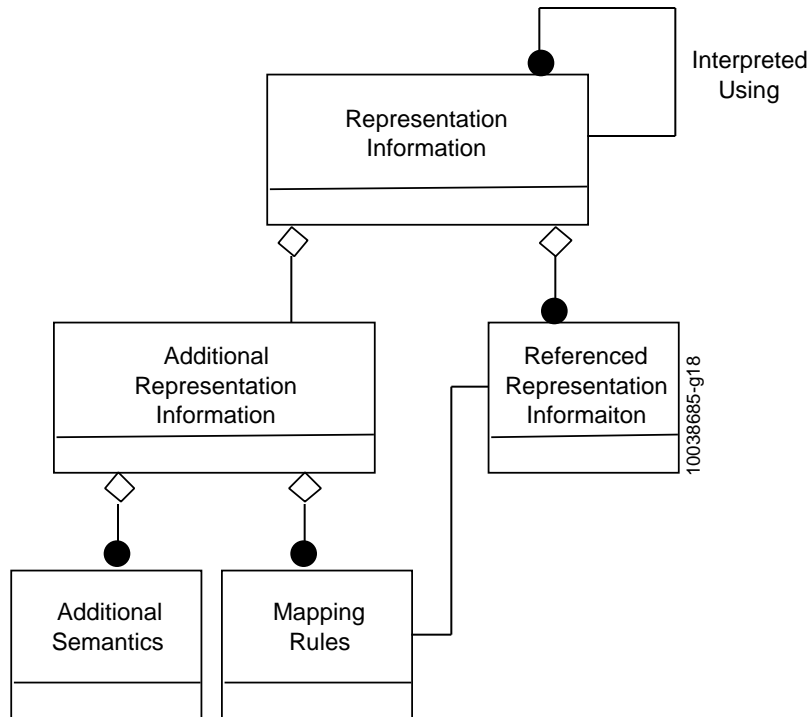 Representation
Information
Interpreted
Using
Additional
Representation
Information
Referenced
Representation
Informaiton
10038685-g18
Additional
Semantics
Mapping
Rules